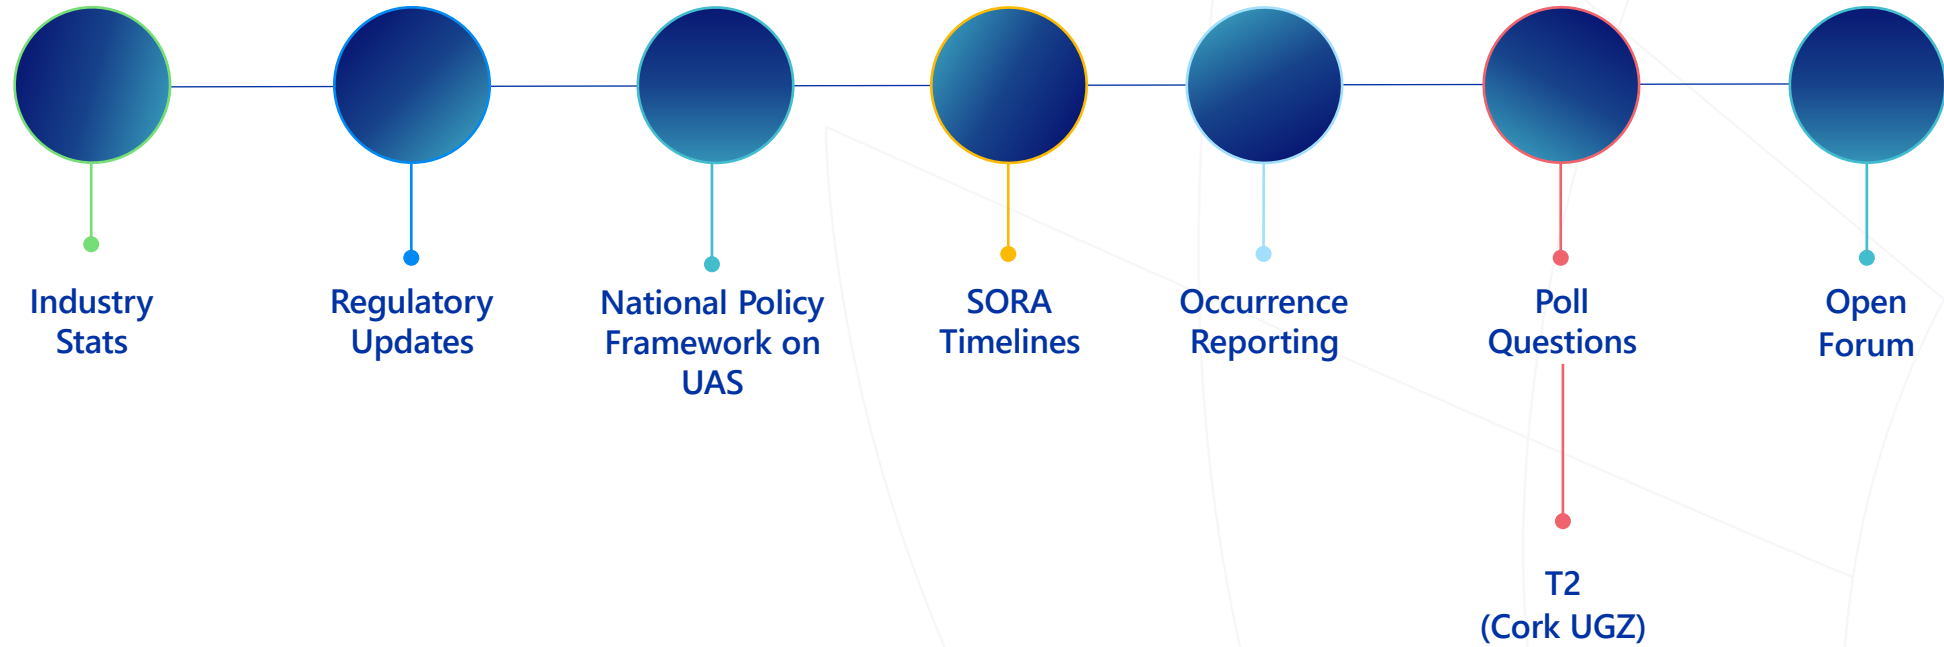 Industry
Stats
Regulatory
Updates
National Policy
Framework on
UAS
SORA
Timelines
Occurrence
Reporting
Poll
Questions
T2
(Cork UGZ)
Open
Forum